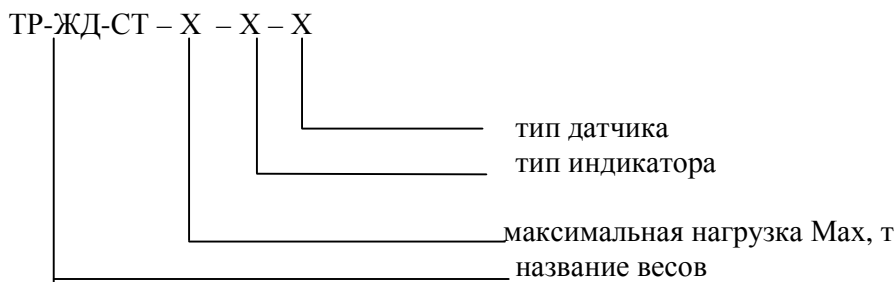 ТР-ЖД-СТ – Х – Х – Х
тип датчика
тип индикатора
максимальная нагрузка Max, т
название весов